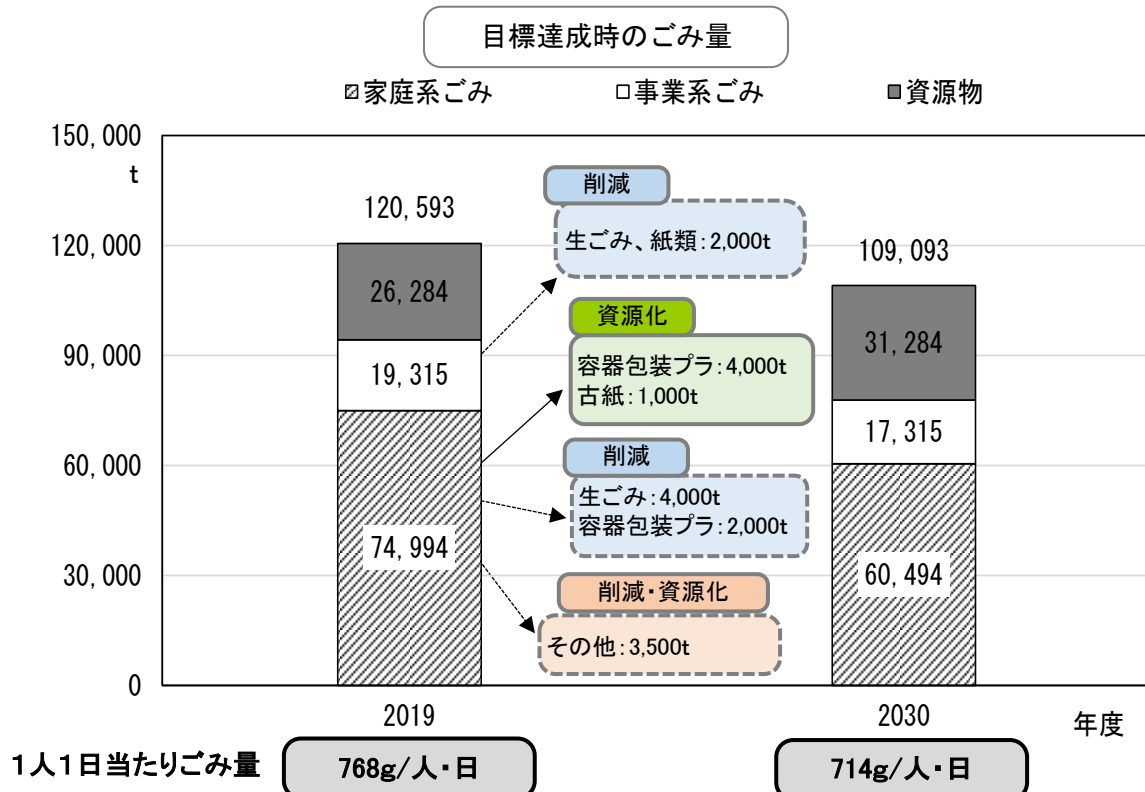 目標達成時のごみ量
家庭系ごみ 事業系ごみ 資源物
150,000
t
120,000
90,000
60,000
30,000
0
120,593
26,284
19,315
74,994
削減
生ごみ、紙類：2,000t
資源化
容器包装プラ：4,000t
古紙：1,000t
削減
生ごみ：4,000t
容器包装プラ：2,000t
削減・資源化
その他：3,500t
109,093
31,284
17,315
60,494
2019 2030 年度
1人1日当たりごみ量 768g/人・日 714g/人・日